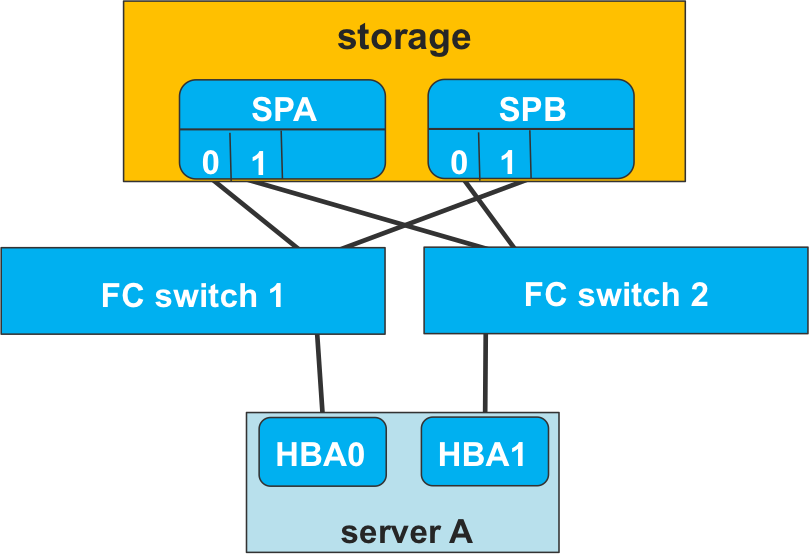 storage
SPA
SPB
0 1
0 1
FC switch 1
FC switch 2
HBA0
HBA1
server A